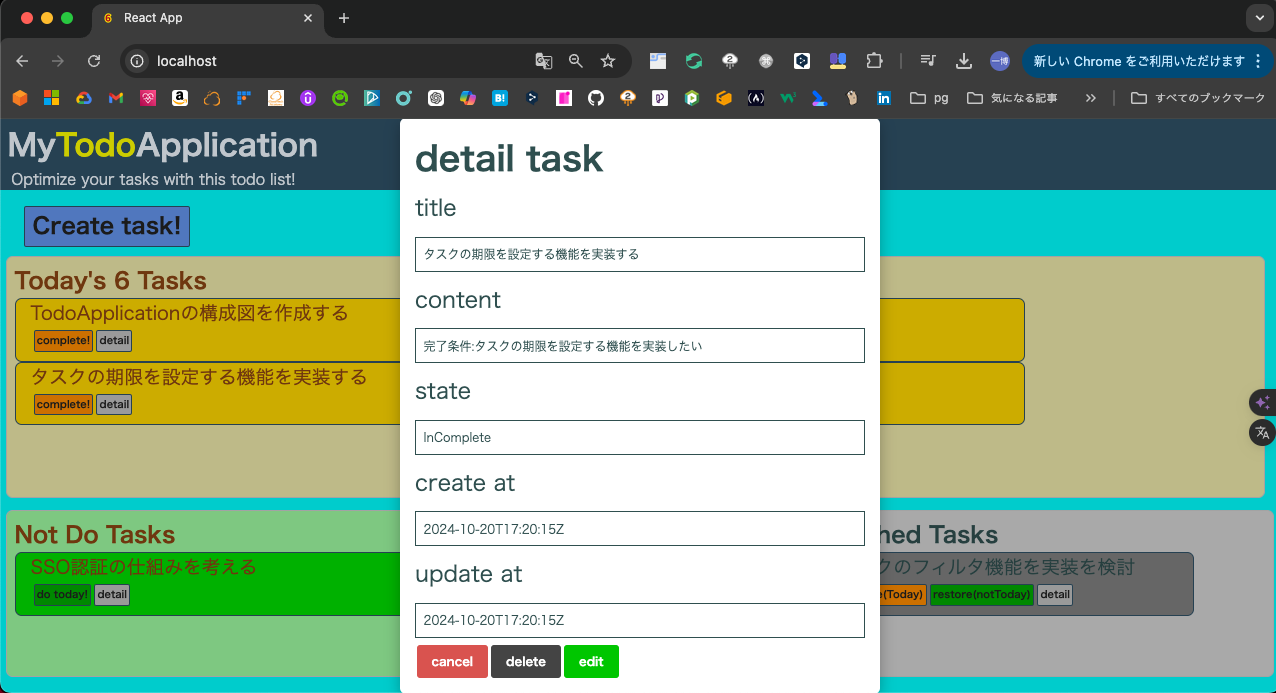 React App
localhost
一博
新しい Chrome をご利用いただけます
pg
気になる記事
すべてのブックマーク
MyTodoApplication
Optimize your tasks with this todo list!
Create task!
Today's 6 Tasks
TodoApplicationの構成図を作成する
complete! detail
タスクの期限を設定する機能を実装する
complete! detail
Not Do Tasks
SSO認証の仕組みを考える
do today! detail
detail task
title
タスクの期限を設定する機能を実装する
content
完了条件:タスクの期限を設定する機能を実装したい
state
InComplete
create at
2024-10-20T17:20:15Z
update at
2024-10-20T17:20:15Z
cancel delete edit
hed Tasks
クのフィルタ機能を実装を検討
(Today) restore(notToday) detail